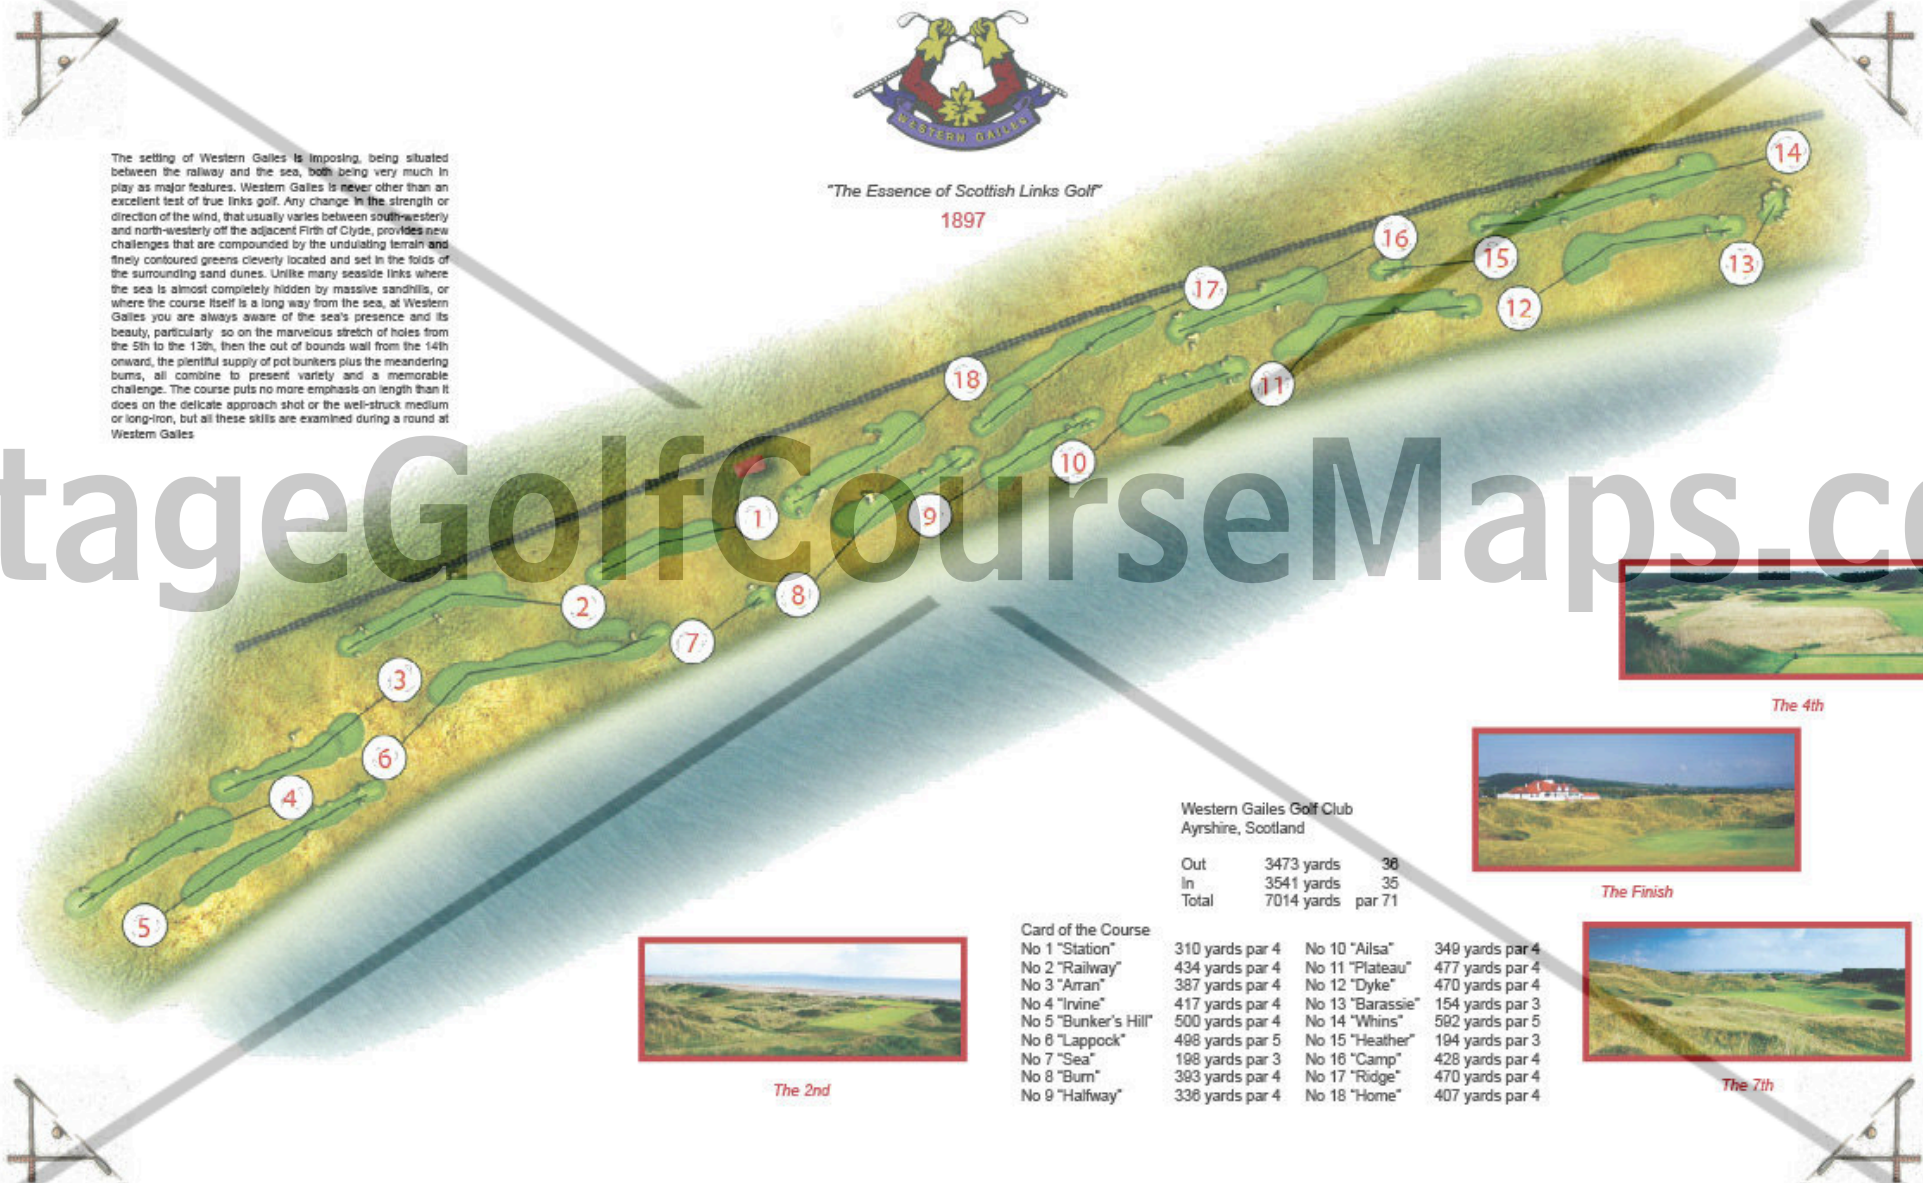 WESTERN GAILES
"The Essence of Scottish Links Golf"
1897
The setting of Western Gailes is imposing, being situated
between the railway and the sea, both being very much in
play as major features. Western Gailes is never other than an
excellent test of true links golf. Any change in the strength or
direction of the wind, that usually varies between south-westerly
and north-westerly off the adjacent Firth of Clyde, provides new
challenges that are compounded by the undulating terrain and
finely contoured greens cleverly located and set in the folds of
the surrounding sand dunes. Unlike many seaside links where
the sea is almost completely hidden by massive sandhills, or
where the course itself is a long way from the sea, at Western
Gailes you are always aware of the sea's presence and its
beauty, particularly so on the marvelous stretch of holes from
the 5th to the 13th, then the out of bounds wall from the 14th
onward, the plentiful supply of pot bunkers plus the meandering
burns, all combine to present variety and a memorable
challenge. The course puts no more emphasis on length than it
does on the delicate approach shot or the well-struck medium
or long-iron, but all these skills are examined during a round at
Western Gailes
14
16
15
13
17
12
18
11
10
1
9
8
2
7
3
6
4
5
tageGolfCourseMaps.co
The 4th
The Finish
The 7th
The 2nd
Western Gailes Golf Club
Ayrshire, Scotland
Out 3473 yards 36
In 3541 yards 35
Total 7014 yards par 71
Card of the Course
No 1 "Station" 310 yards par 4 No 10 "Ailsa" 349 yards par 4
No 2 "Railway" 434 yards par 4 No 11 "Plateau" 477 yards par 4
No 3 "Arran" 387 yards par 4 No 12 "Dyke" 470 yards par 4
No 4 "Irvine" 417 yards par 4 No 13 "Barassie" 154 yards par 3
No 5 "Bunker's Hill" 500 yards par 4 No 14 "Whins" 592 yards par 5
No 6 "Lappock" 498 yards par 5 No 15 "Heather" 194 yards par 3
No 7 "Sea" 198 yards par 3 No 16 "Camp" 428 yards par 4
No 8 "Burn" 393 yards par 4 No 17 "Ridge" 470 yards par 4
No 9 "Halfway" 336 yards par 4 No 18 "Home" 407 yards par 4